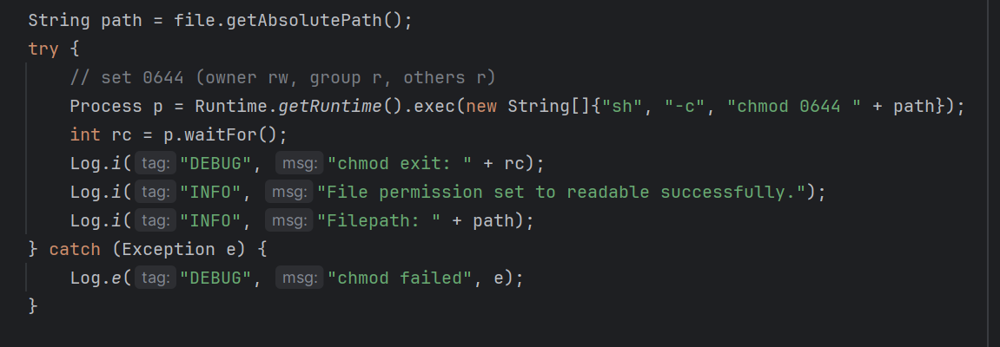 String path = file.getAbsolutePath();
try {
// set 0644 (owner rw, group r, others r)
Process p = Runtime.getRuntime().exec(new String[]{"sh", "-c", "chmod 0644 " + path});
int rc = p.waitFor();
Log.i( tag: "DEBUG", msg: "chmod exit: " + rc);
Log.i( tag: "INFO", msg: "File permission set to readable successfully.");
Log.i( tag: "INFO", msg: "Filepath: " + path);
} catch (Exception e) {
Log.e( tag: "DEBUG", msg: "chmod failed", e);
}